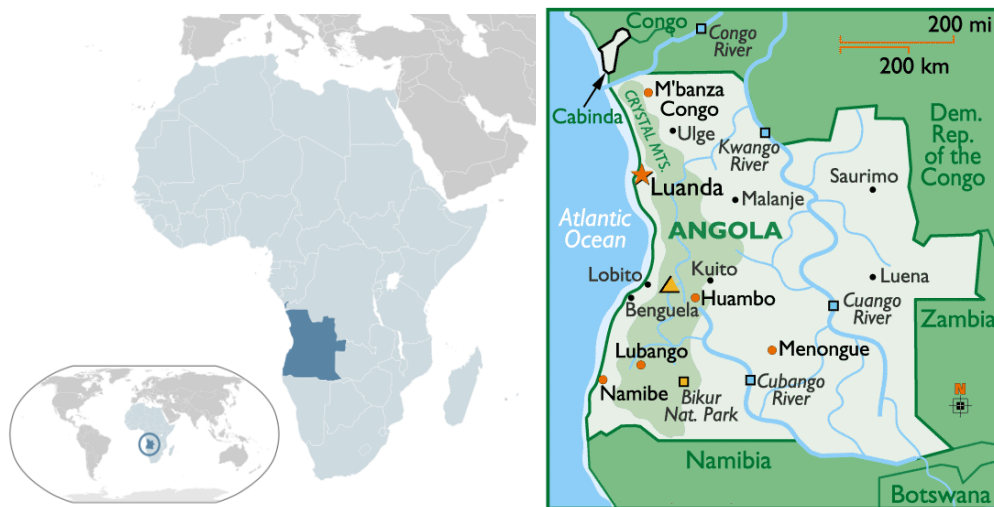 Congo
Congo
River
200 mi
200 km
Cabinda
M'banza
Congo
CRYSTAL MTS.
Ulge
Kwango
River
Dem.
Rep.
of the
Congo
Luanda
Malanje
Saurimo
Atlantic
Ocean
ANGOLA
Lobito
Kuito
Luena
Benguela
Huambo
Cuango
River
Zambia
Lubango
Menongue
Namibe
Bikur
Nat. Park
Cubango
River
N
Namibia
Botswana